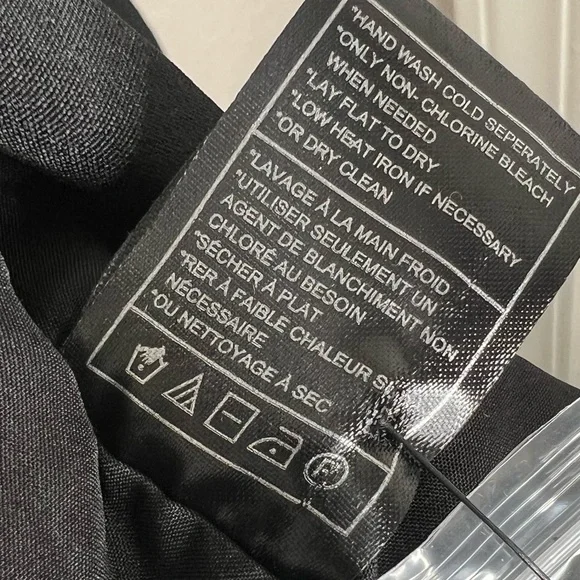 *HAND WASH COLD SEPERATELY
*ONLY NON- CHLORINE BLEACH
WHEN NEEDED
*LAY FLAT TO DRY
*LOW HEAT IRON IF NECESSARY
*OR DRY CLEAN
*LAVAGE À LA MAIN FROID
*UTILISER SEULEMENT UN
AGENT DE BLANCHIMENT NON
CHLORÉ AU BESOIN
*SÉCHER À PLAT
*RER À FAIBLE CHALEUR
NÉCESSAIRE
*OU NETTOYAGE À SEC